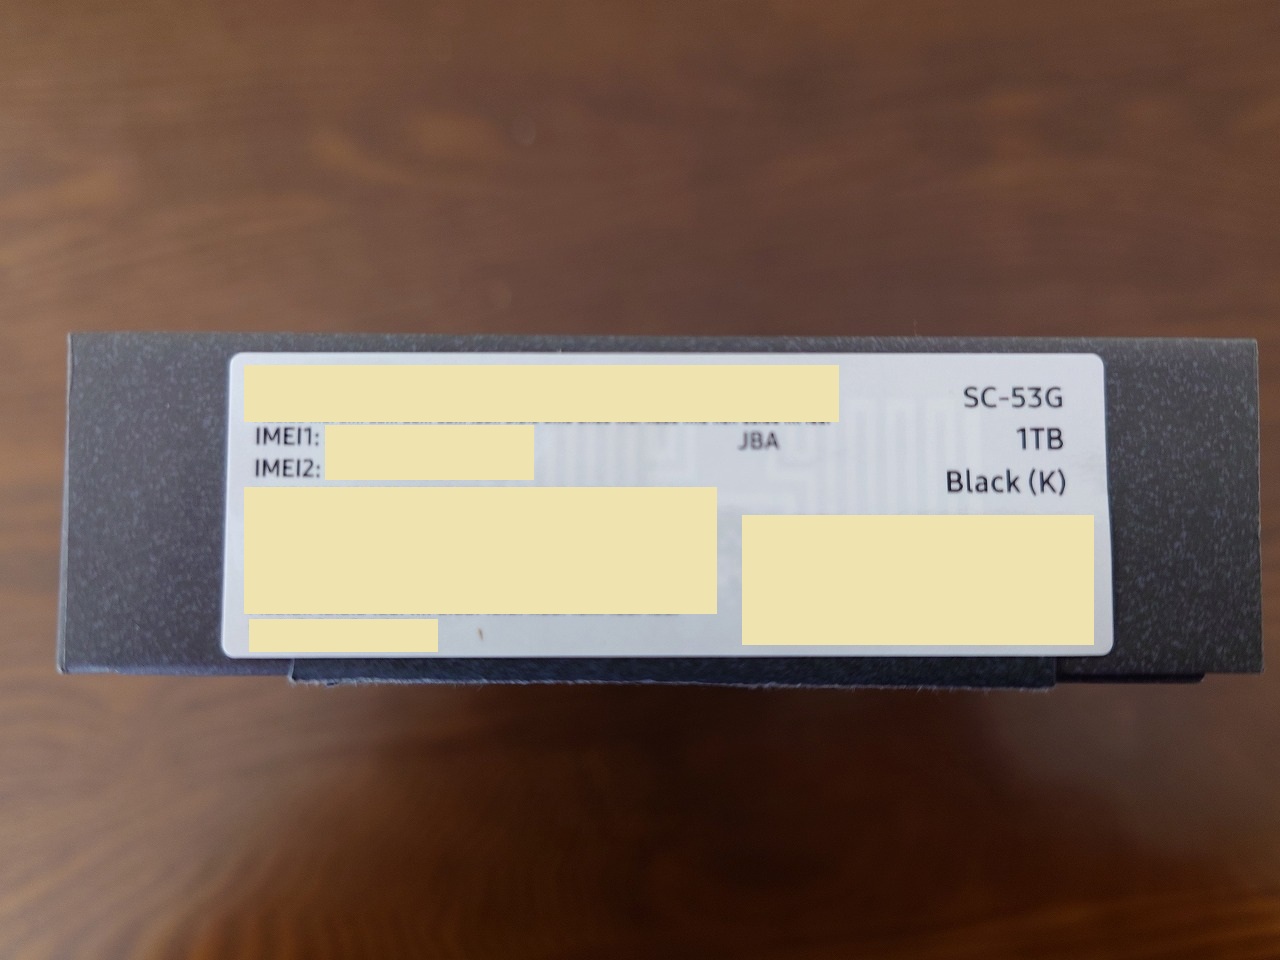 SC-53G
IMEI1: JBA 1TB
IMEI2:
Black (K)